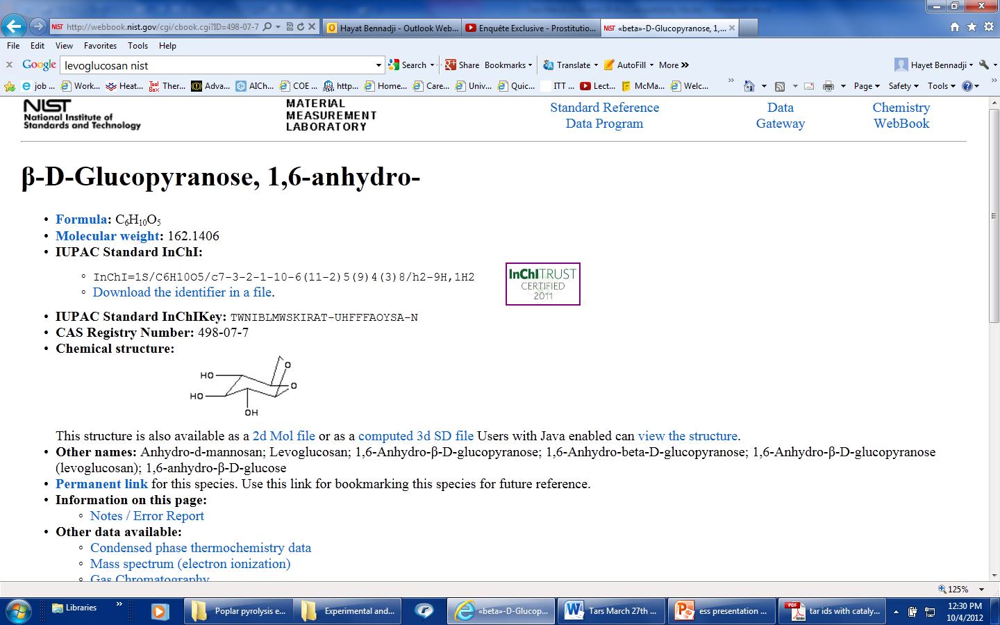 http://webbook.nist.gov/cgi/cbook.cgi?ID=498-07-7
Hayat Bennadji - Outlook Web...
Enquête Exclusive - Prostitutio...
NIST «beta»-D-Glucopyranose, 1,...
File Edit View Favorites Tools Help
x Google levoglucosan nist Search Share Bookmarks Translate AutoFill More » Hayet Bennadji
job ... Work... Heat... Tool Box Ther... Adva... AICh... COE ... http... Home... Care... Univ... Quic... ITT ... Lect... McMa... Welc... » Page Safety Tools »
NIST
National Institute of
Standards and Technology
MATERIAL
MEASUREMENT
LABORATORY
Standard Reference
Data Program
Data
Gateway
Chemistry
WebBook
β-D-Glucopyranose, 1,6-anhydro-
• Formula: C6H10O5
• Molecular weight: 162.1406
• IUPAC Standard InChI:
◦ InChI=1S/C6H10O5/c7-3-2-1-10-6(11-2)5(9)4(3)8/h2-9H,1H2
◦ Download the identifier in a file.
InChITRUST
CERTIFIED
2011
• IUPAC Standard InChIKey: TWNIBLMWSKIRAT-UHFFFAOYSA-N
• CAS Registry Number: 498-07-7
• Chemical structure:
O
HO
O
HO
OH
This structure is also available as a 2d Mol file or as a computed 3d SD file Users with Java enabled can view the structure.
• Other names: Anhydro-d-mannosan; Levoglucosan; 1,6-Anhydro-β-D-glucopyranose; 1,6-Anhydro-beta-D-glucopyranose; 1,6-Anhydro-β-D-glucopyranose
(levoglucosan); 1,6-anhydro-β-D-glucose
• Permanent link for this species. Use this link for bookmarking this species for future reference.
• Information on this page:
◦ Notes / Error Report
• Other data available:
◦ Condensed phase thermochemistry data
◦ Mass spectrum (electron ionization)
◦ Gas Chromatography
125%
Libraries » Poplar pyrolysis e... Experimental and... «beta»-D-Glucop... Tars March 27th ... ess presentation ... tar ids with cataly...
12:30 PM
10/4/2012